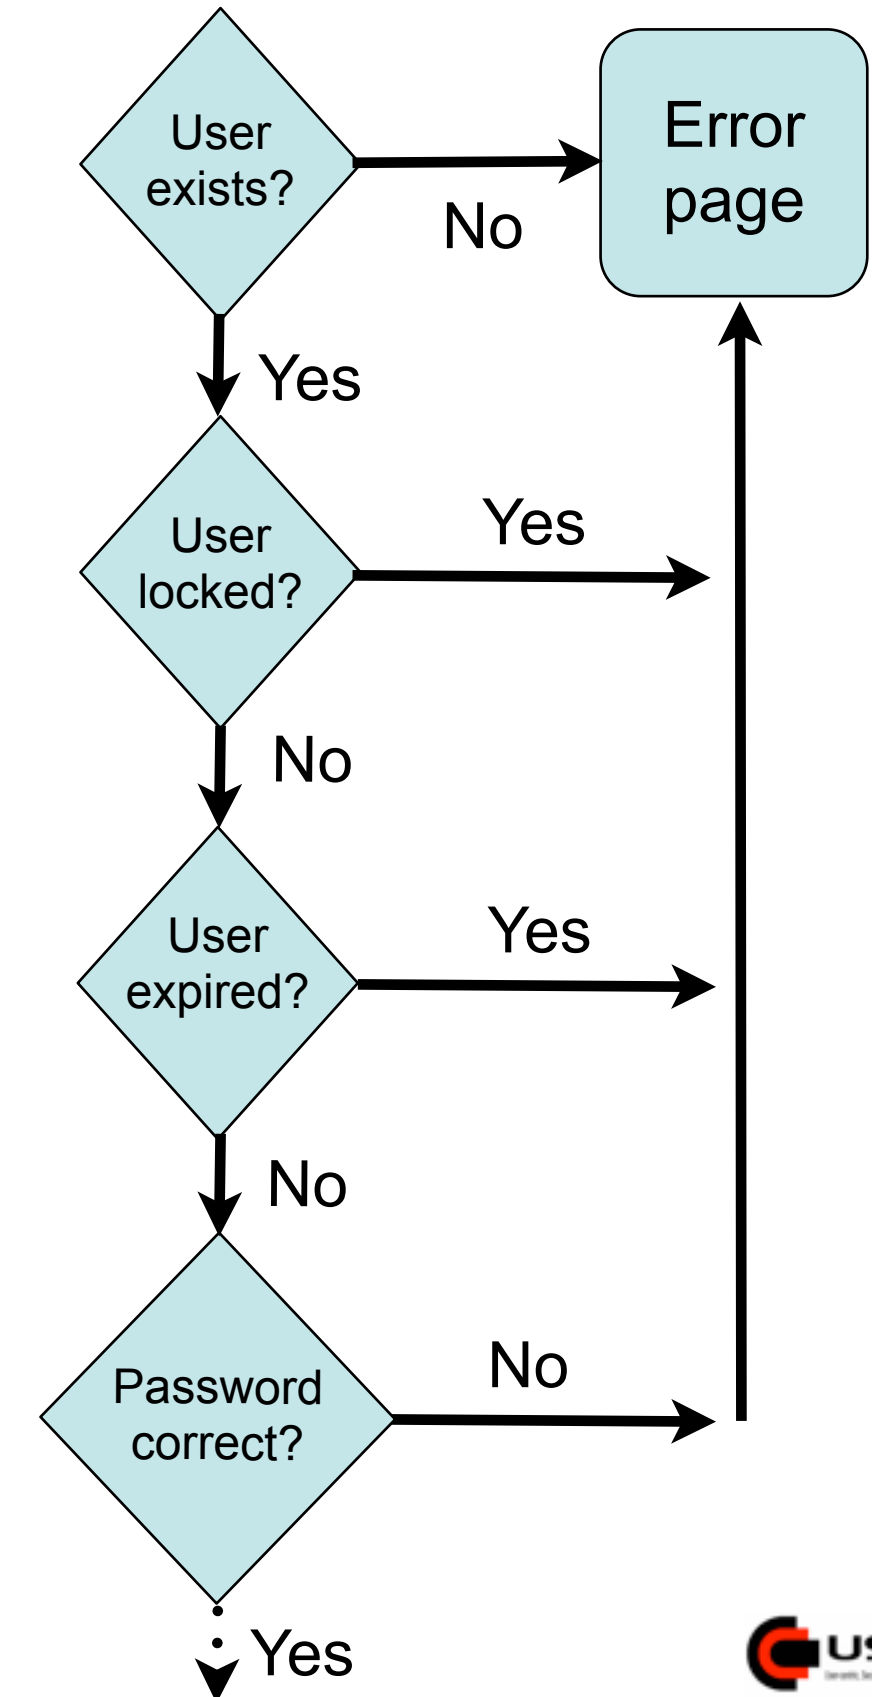 User
exists?
No
Error
page
Yes
User
locked?
Yes
No
User
expired?
Yes
No
Password
correct?
No
Yes